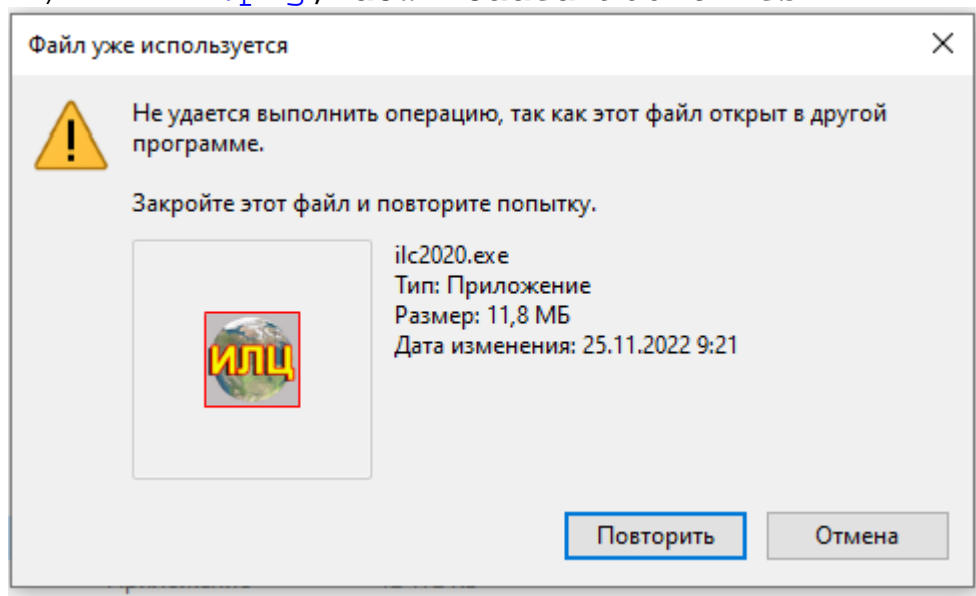 Файл уже используется
Не удается выполнить операцию, так как этот файл открыт в другой
программе.
Закройте этот файл и повторите попытку.
ilc2020.exe
Тип: Приложение
Размер: 11,8 МБ
Дата изменения: 25.11.2022 9:21
ИЛЦ
Повторить
Отмена